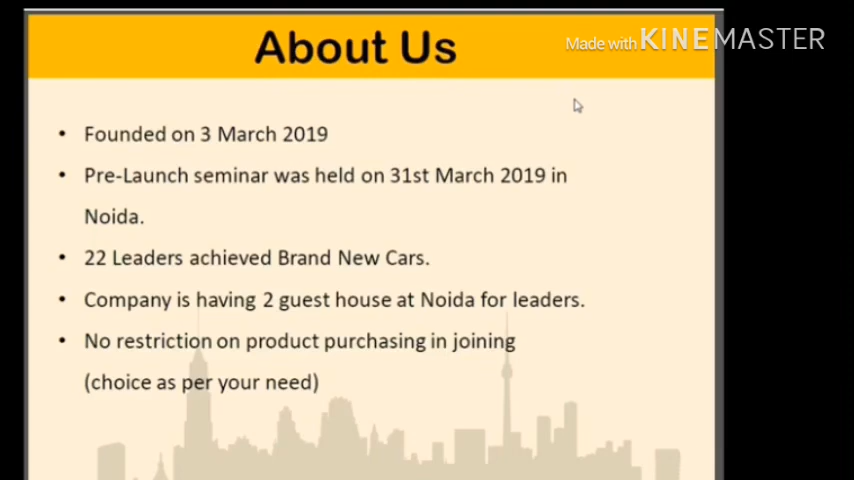 About Us
Made with KINEMASTER
• Founded on 3 March 2019
• Pre-Launch seminar was held on 31st March 2019 in
Noida.
• 22 Leaders achieved Brand New Cars.
• Company is having 2 guest house at Noida for leaders.
• No restriction on product purchasing in joining
(choice as per your need)